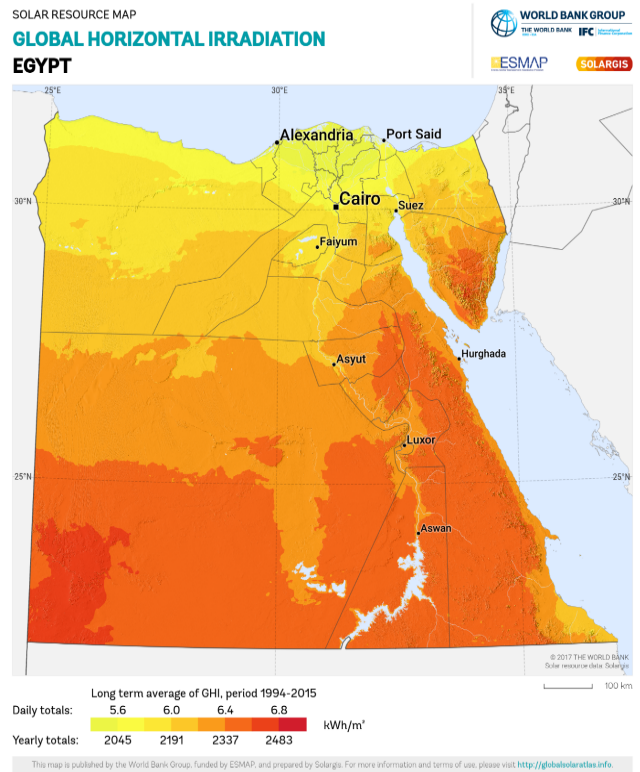 SOLAR RESOURCE MAP
GLOBAL HORIZONTAL IRRADIATION
EGYPT
WORLD BANK GROUP
THE WORLD BANK
IFC
International
Finance Corporation
ESMAP
SOLARGIS
25°E
30°E
35°E
Alexandria
Port Said
30°N
30°N
Cairo
Suez
Faiyum
Asyut
Hurghada
Luxor
25°N
25°N
Aswan
© 2017 THE WORLD BANK
Solar resource data: Solargis
100 km
Long term average of GHI, period 1994-2015
Daily totals: 5.6 6.0 6.4 6.8
kWh/m²
Yearly totals: 2045 2191 2337 2483
This map is published by the World Bank Group, funded by ESMAP, and prepared by Solargis. For more information and terms of use, please visit http://globalsolaratlas.info.